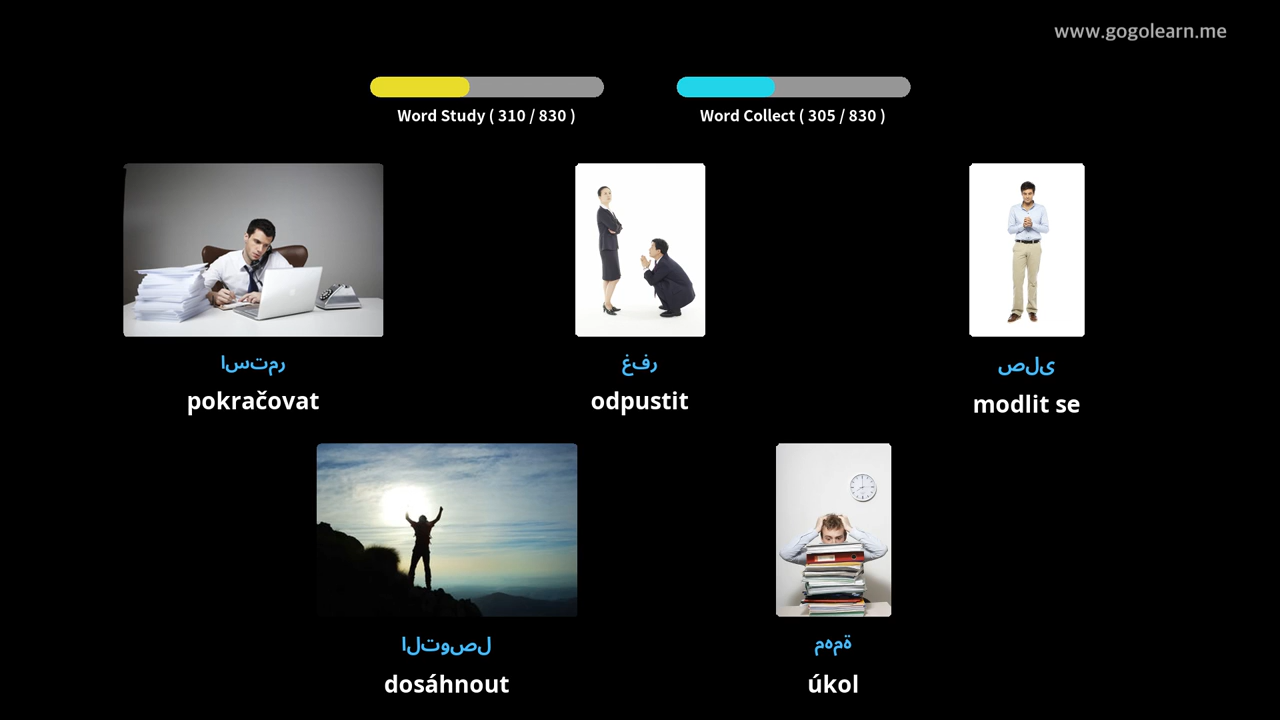 www.gogolearn.me
Word Study ( 310 / 830 )
Word Collect ( 305 / 830 )
استمر
pokračovat
غفر
odpustit
صلى
modlit se
التوصل
dosáhnout
مهمة
úkol